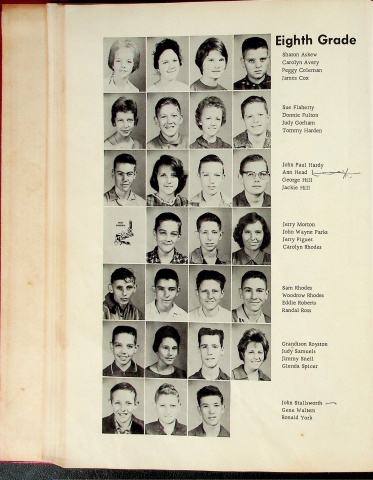 Eighth Grade
Sharon Askew
Carolyn Avery
Peggy Coleman
James Cox
Sue Flaherty
Donnie Fulton
Judy Gorham
Tommy Harden
John Paul Hardy
Ann Head
George Hill
Jackie Hill
Jerry Morton
John Wayne Parks
Jerry Piguet
Carolyn Rhodes
Sam Rhodes
Woodrow Rhodes
Eddie Roberts
Randal Ross
Grandison Royston
Judy Samuels
Jimmy Snell
Glenda Spicer
John Stallsworth
Gene Walters
Ronald York